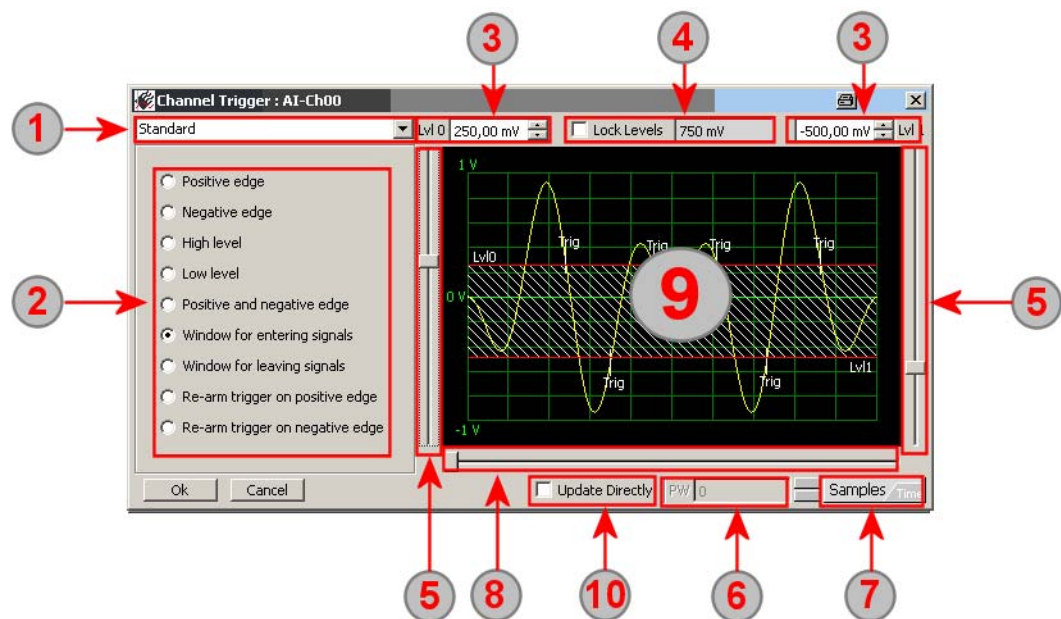 3
4
3
Channel Trigger : AI-Ch00
1
Standard
Lvl 0
250,00 mV
Lock Levels
750 mV
-500,00 mV
Lvl 1
1 V
Positive edge
Negative edge
High level
Low level
Positive and negative edge
Window for entering signals
Window for leaving signals
Re-arm trigger on positive edge
Re-arm trigger on negative edge
2
Trig
Trig
Trig
Trig
Lvl0
9
0 V
5
Lvl1
Trig
Trig
-1 V
Ok
Cancel
Update Directly
PW
0
Samples
Time
5
8
10
6
7